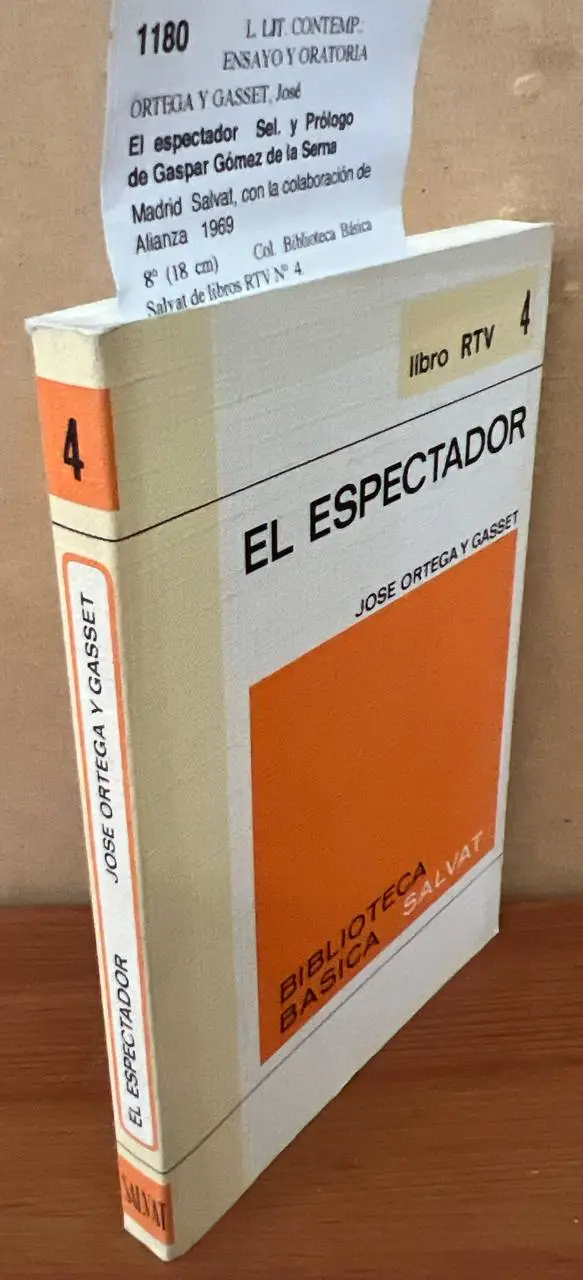 1180
L. LIT. CONTEMP.:
ENSAYO Y ORATORIA
ORTEGA Y GASSET, José
El espectador Sel. y Prólogo
de Gaspar Gómez de la Serna
Madrid Salvat, con la colaboración de
Alianza 1969
8º (18 cm) Col. Biblioteca Básica
Salvat de libros RTV Nº 4.
libro RTV 4
EL ESPECTADOR
JOSE ORTEGA Y GASSET
BIBLIOTECA
BASICA SALVAT
4
EL ESPECTADOR JOSE ORTEGA Y GASSET
SALVAT